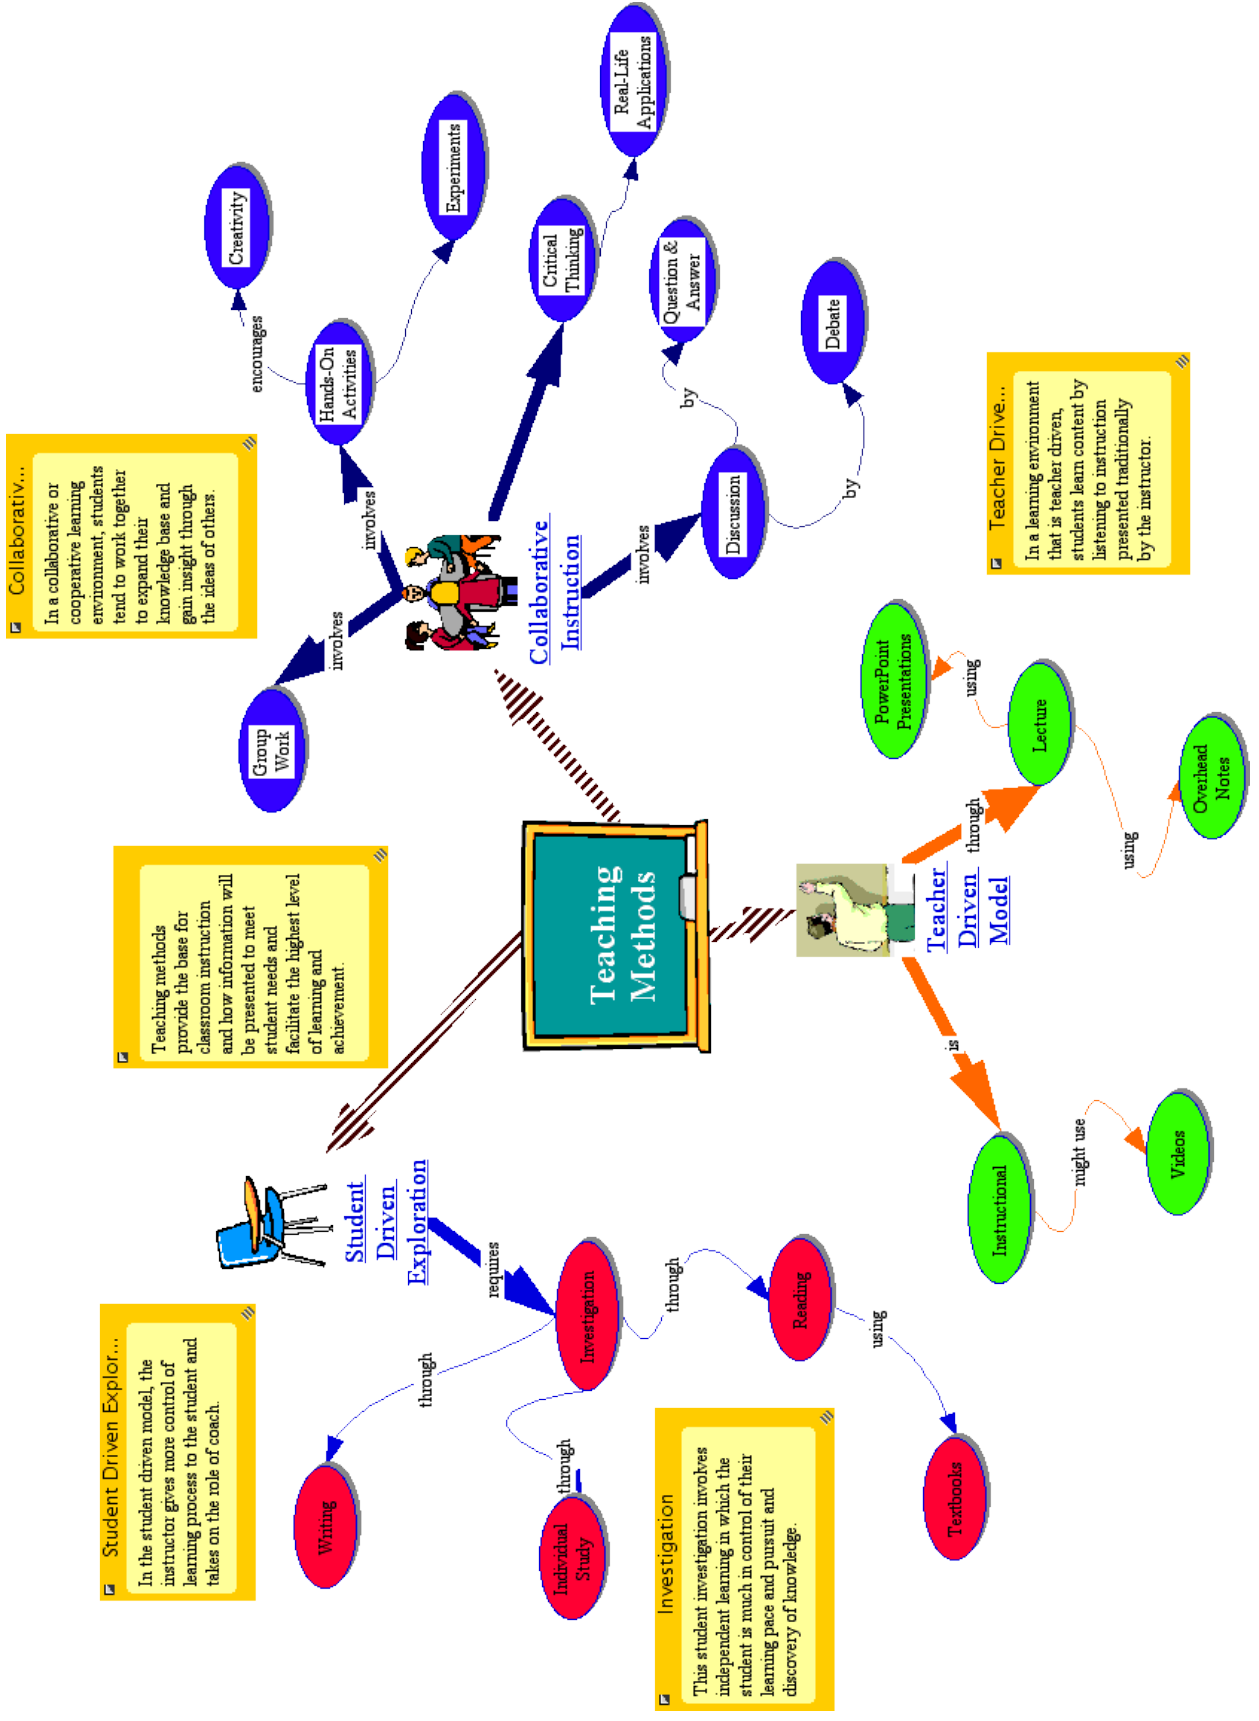 Student Driven Explor...
In the student driven model, the
instructor gives more control of
learning process to the student and
takes on the role of coach.
Teaching methods
provide the base for
classroom instruction
and how information will
be presented to meet
student needs and
facilitate the highest level
of learning and
achievement.
Collaborativ...
In a collaborative or
cooperative learning
environment, students
tend to work together
to expand their
knowledge base and
gain insight through
the ideas of others.
Teaching
Methods
Student
Driven
Exploration
requires
Investigation
through
Writing
through
Individual
Study
through
Reading
using
Textbooks
Investigation
This student investigation involves
independent learning in which the
student is much in control of their
learning pace and pursuit and
discovery of knowledge.
Collaborative
Instruction
involves
Group
Work
involves
Hands-On
Activities
encourages
Creativity
Experiments
Critical
Thinking
Real-Life
Applications
involves
Discussion
by
Question &
Answer
by
Debate
Teacher
Driven
Model
is
Instructional
might use
Videos
through
Lecture
using
PowerPoint
Presentations
using
Overhead
Notes
Teacher Drive...
In a learning environment
that is teacher driven,
students learn content by
listening to instruction
presented traditionally
by the instructor.